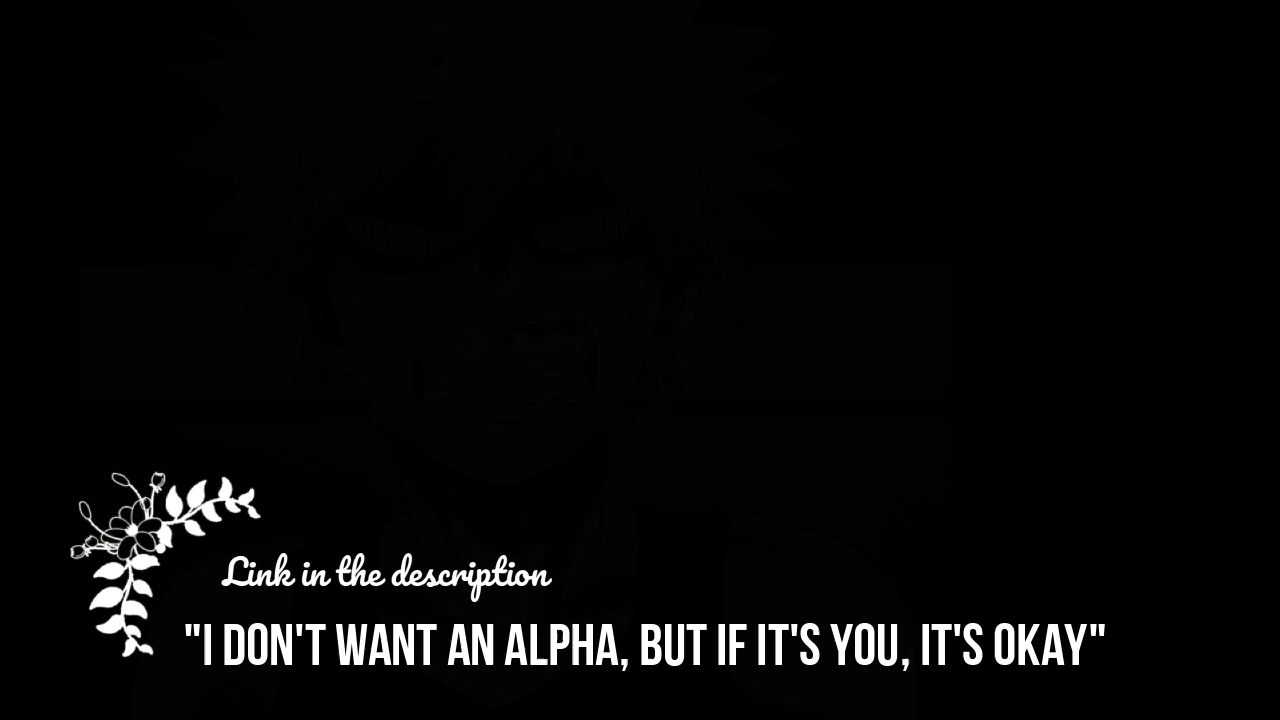 Link in the description
"I DON'T WANT AN ALPHA, BUT IF IT'S YOU, IT'S OKAY"